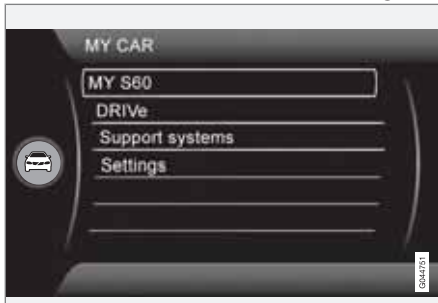 MY CAR
MY S60
DRIVe
Support systems
Settings
G044751